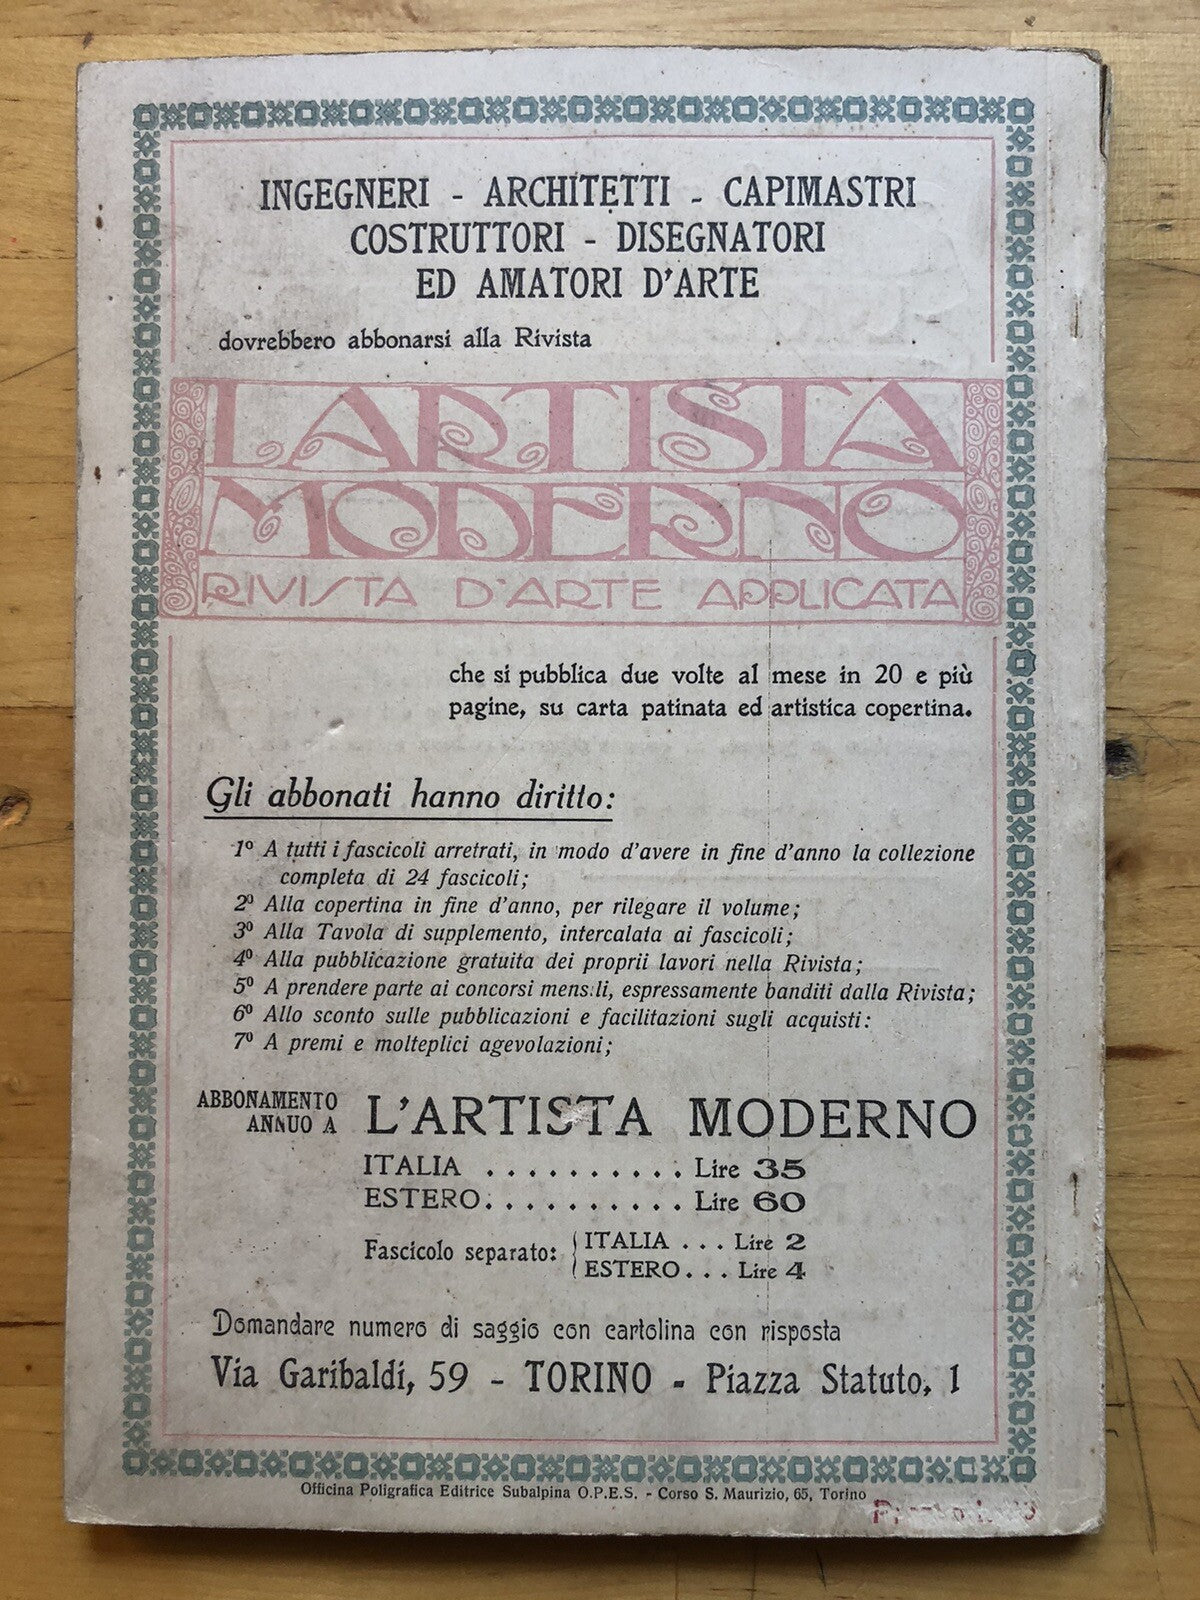 INGEGNERI - ARCHITETTI - CAPIMASTRI
COSTRUTTORI - DISEGNATORI
ED AMATORI D'ARTE
dovrebbero abbonarsi alla Rivista
L'ARTISTA
MODERNO
RIVISTA D'ARTE APPLICATA
che si pubblica due volte al mese in 20 e più
pagine, su carta patinata ed artistica copertina.
Gli abbonati hanno diritto:
1º A tutti i fascicoli arretrati, in modo d'avere in fine d'anno la collezione
completa di 24 fascicoli;
2º Alla copertina in fine d'anno, per rilegare il volume;
3º Alla Tavola di supplemento, intercalata ai fascicoli;
4º Alla pubblicazione gratuita dei proprii lavori nella Rivista;
5º A prendere parte ai concorsi mensili, espressamente banditi dalla Rivista;
6º Allo sconto sulle pubblicazioni e facilitazioni sugli acquisti:
7º A premi e molteplici agevolazioni;
ABBONAMENTO
ANNUO A L'ARTISTA MODERNO
ITALIA . . . . . . . . . . Lire 35
ESTERO. . . . . . . . . . Lire 60
Fascicolo separato: { ITALIA . . . Lire 2
ESTERO. . . Lire 4
Domandare numero di saggio con cartolina con risposta
Via Garibaldi, 59 - TORINO - Piazza Statuto, 1
Officina Poligrafica Editrice Subalpina O.P.E.S. - Corso S. Maurizio, 65, Torino